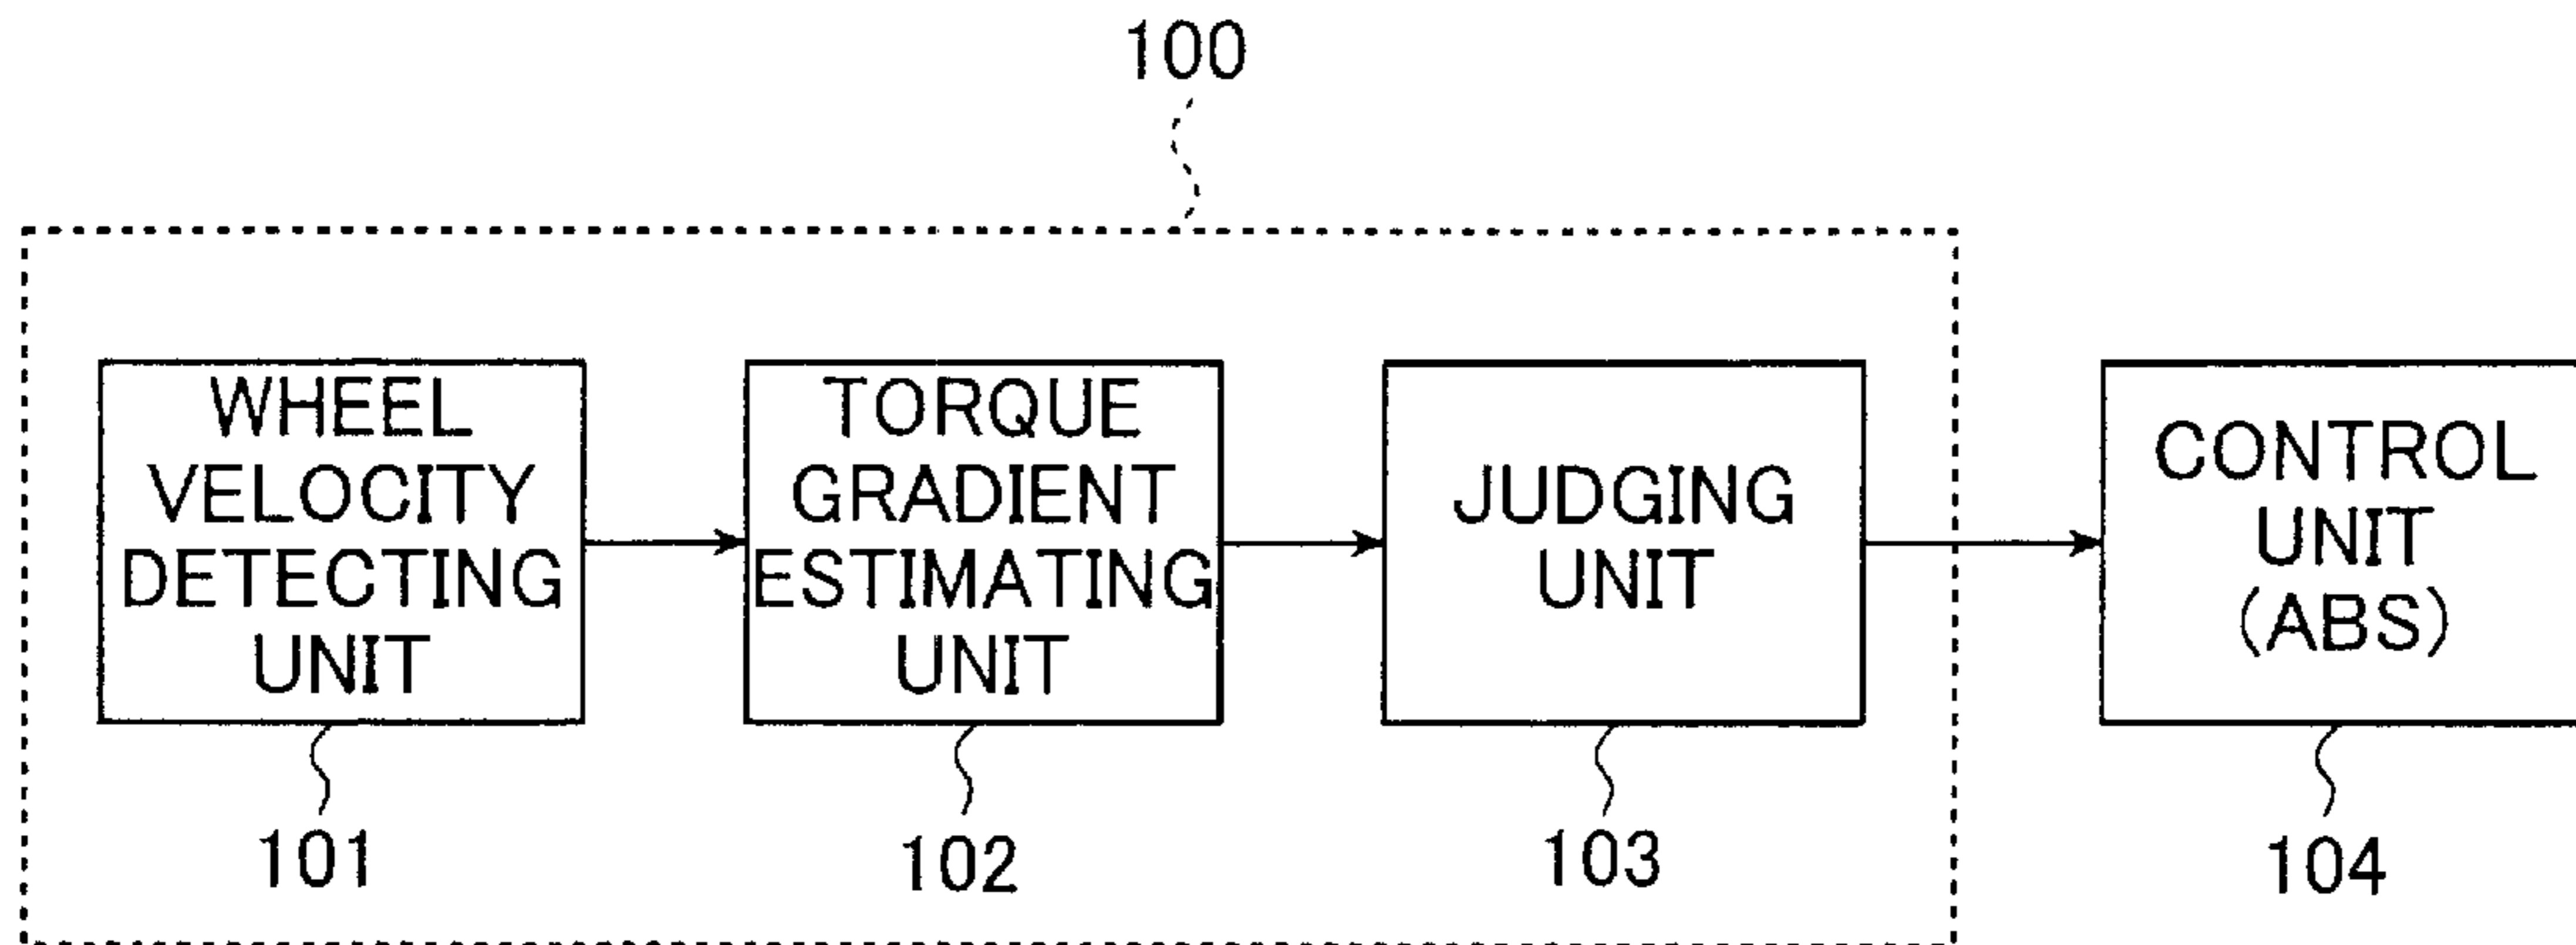 100
WHEEL
VELOCITY
DETECTING
UNIT
TORQUE
GRADIENT
ESTIMATING
UNIT
JUDGING
UNIT
CONTROL
UNIT
(ABS)
101
102
103
104